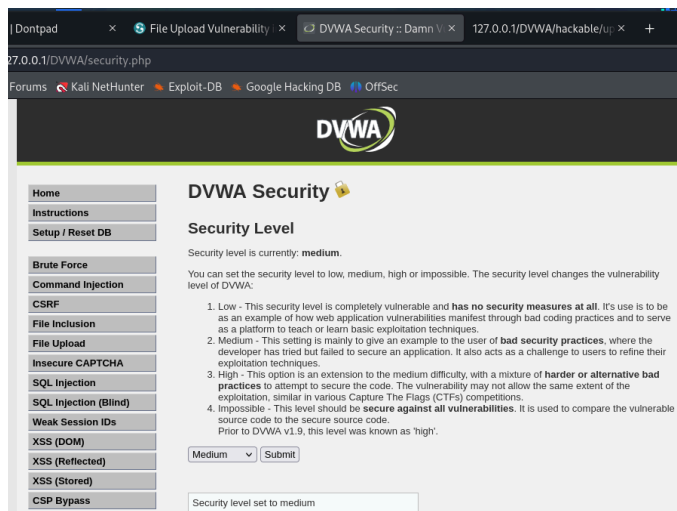 | Dontpad
File Upload Vulnerability
DVWA Security :: Damn V
127.0.0.1/DVWA/hackable/up
27.0.0.1/DVWA/security.php
Forums
Kali NetHunter
Exploit-DB
Google Hacking DB
OffSec
DVWA
Home
Instructions
Setup / Reset DB
Brute Force
Command Injection
CSRF
File Inclusion
File Upload
Insecure CAPTCHA
SQL Injection
SQL Injection (Blind)
Weak Session IDs
XSS (DOM)
XSS (Reflected)
XSS (Stored)
CSP Bypass
DVWA Security
Security Level
Security level is currently: medium.
You can set the security level to low, medium, high or impossible. The security level changes the vulnerability
level of DVWA:
1. Low - This security level is completely vulnerable and has no security measures at all. It's use is to be
as an example of how web application vulnerabilities manifest through bad coding practices and to serve
as a platform to teach or learn basic exploitation techniques.
2. Medium - This setting is mainly to give an example to the user of bad security practices, where the
developer has tried but failed to secure an application. It also acts as a challenge to users to refine their
exploitation techniques.
3. High - This option is an extension to the medium difficulty, with a mixture of harder or alternative bad
practices to attempt to secure the code. The vulnerability may not allow the same extent of the
exploitation, similar in various Capture The Flags (CTFs) competitions.
4. Impossible - This level should be secure against all vulnerabilities. It is used to compare the vulnerable
source code to the secure source code.
Prior to DVWA v1.9, this level was known as 'high'.
Medium
Submit
Security level set to medium